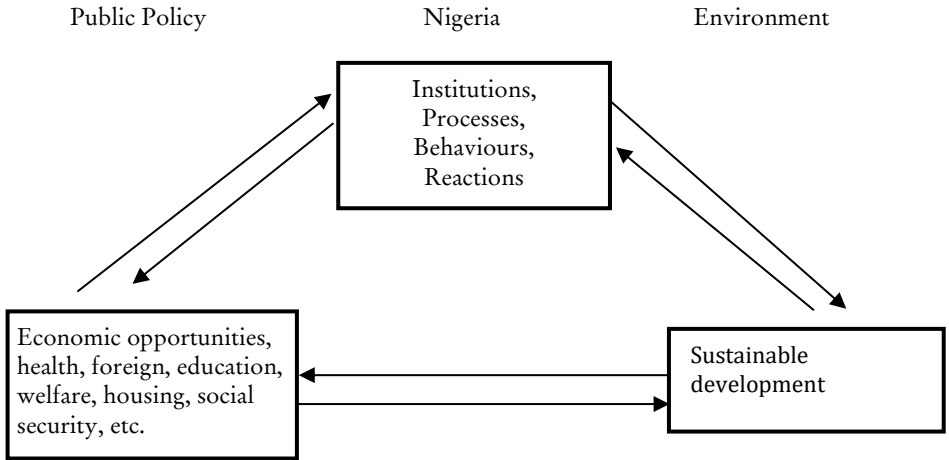 Public Policy Nigeria Environment
Institutions,
Processes,
Behaviours,
Reactions
Economic opportunities,
health, foreign, education,
welfare, housing, social
security, etc.
Sustainable
development